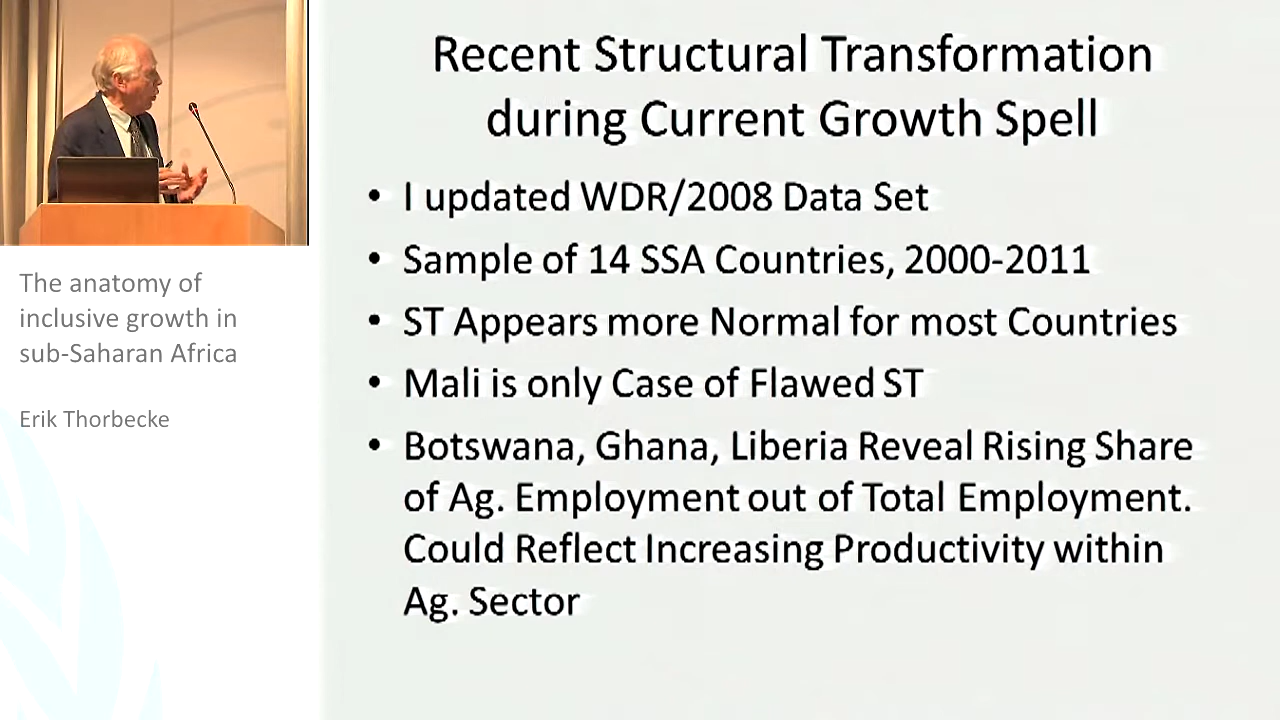 Recent Structural Transformation
during Current Growth Spell
• I updated WDR/2008 Data Set
• Sample of 14 SSA Countries, 2000-2011
• ST Appears more Normal for most Countries
• Mali is only Case of Flawed ST
• Botswana, Ghana, Liberia Reveal Rising Share
of Ag. Employment out of Total Employment.
Could Reflect Increasing Productivity within
Ag. Sector
The anatomy of
inclusive growth in
sub-Saharan Africa
Erik Thorbecke